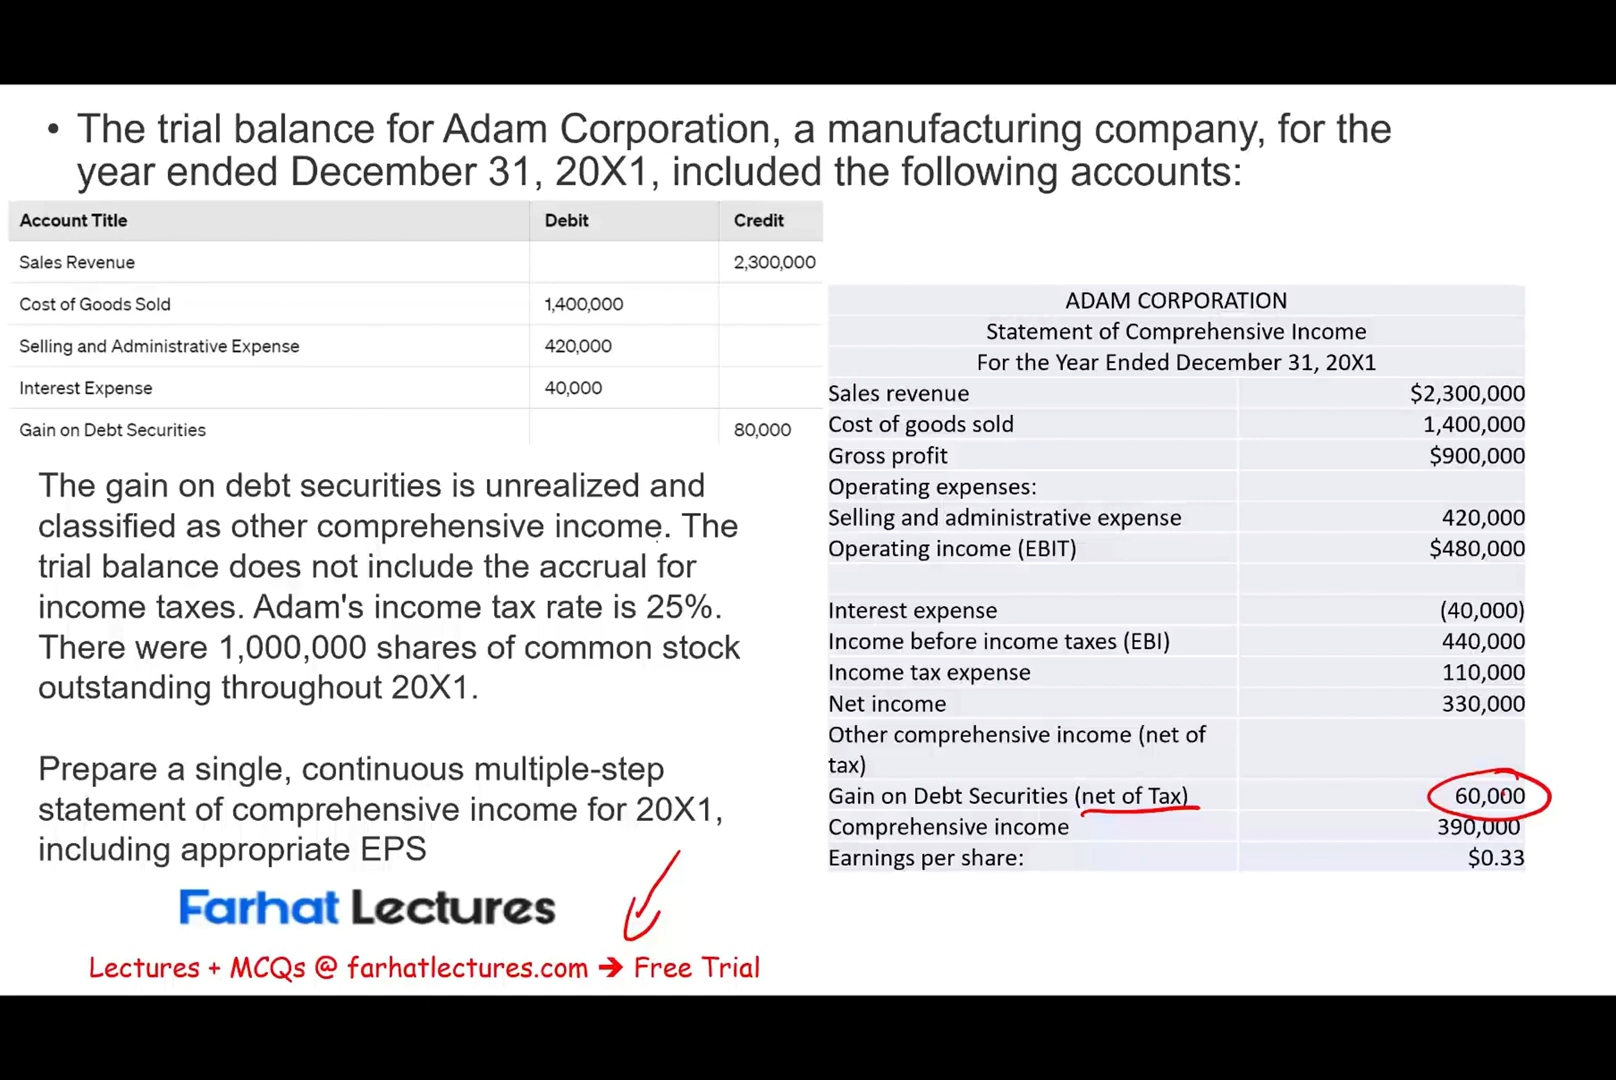 • The trial balance for Adam Corporation, a manufacturing company, for the
year ended December 31, 20X1, included the following accounts:
Account Title Debit Credit
Sales Revenue 2,300,000
Cost of Goods Sold 1,400,000
Selling and Administrative Expense 420,000
Interest Expense 40,000
Gain on Debt Securities 80,000
The gain on debt securities is unrealized and
classified as other comprehensive income. The
trial balance does not include the accrual for
income taxes. Adam's income tax rate is 25%.
There were 1,000,000 shares of common stock
outstanding throughout 20X1.
Prepare a single, continuous multiple-step
statement of comprehensive income for 20X1,
including appropriate EPS
Farhat Lectures
Lectures + MCQs @ farhatlectures.com → Free Trial
ADAM CORPORATION
Statement of Comprehensive Income
For the Year Ended December 31, 20X1
Sales revenue $2,300,000
Cost of goods sold 1,400,000
Gross profit $900,000
Operating expenses:
Selling and administrative expense 420,000
Operating income (EBIT) $480,000
Interest expense (40,000)
Income before income taxes (EBI) 440,000
Income tax expense 110,000
Net income 330,000
Other comprehensive income (net of
tax)
Gain on Debt Securities (net of Tax) 60,000
Comprehensive income 390,000
Earnings per share: $0.33